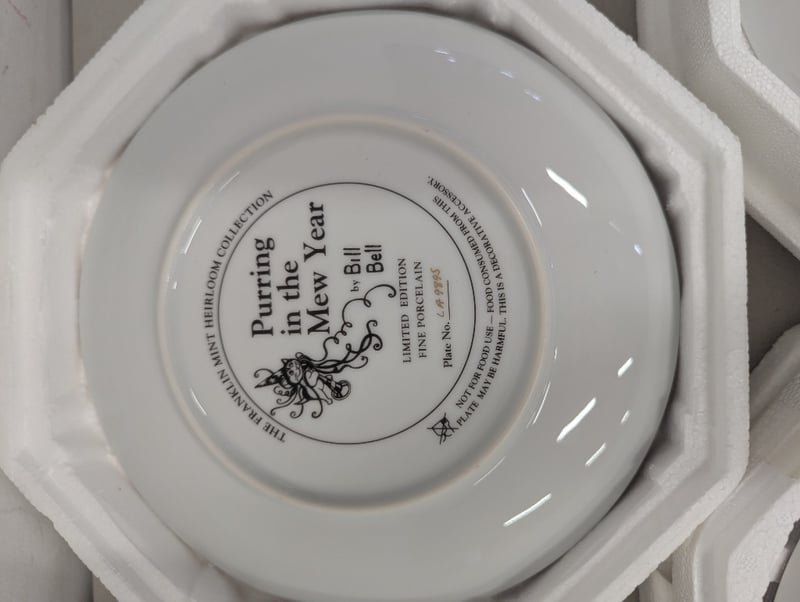 THE FRANKLIN MINT HEIRLOOM COLLECTION
Purring
in the
Mew Year
by Bill
Bell
LIMITED EDITION
FINE PORCELAIN
Plate No. LA9895
NOT FOR FOOD USE — FOOD CONSUMED FROM THIS
PLATE MAY BE HARMFUL. THIS IS A DECORATIVE ACCESSORY.